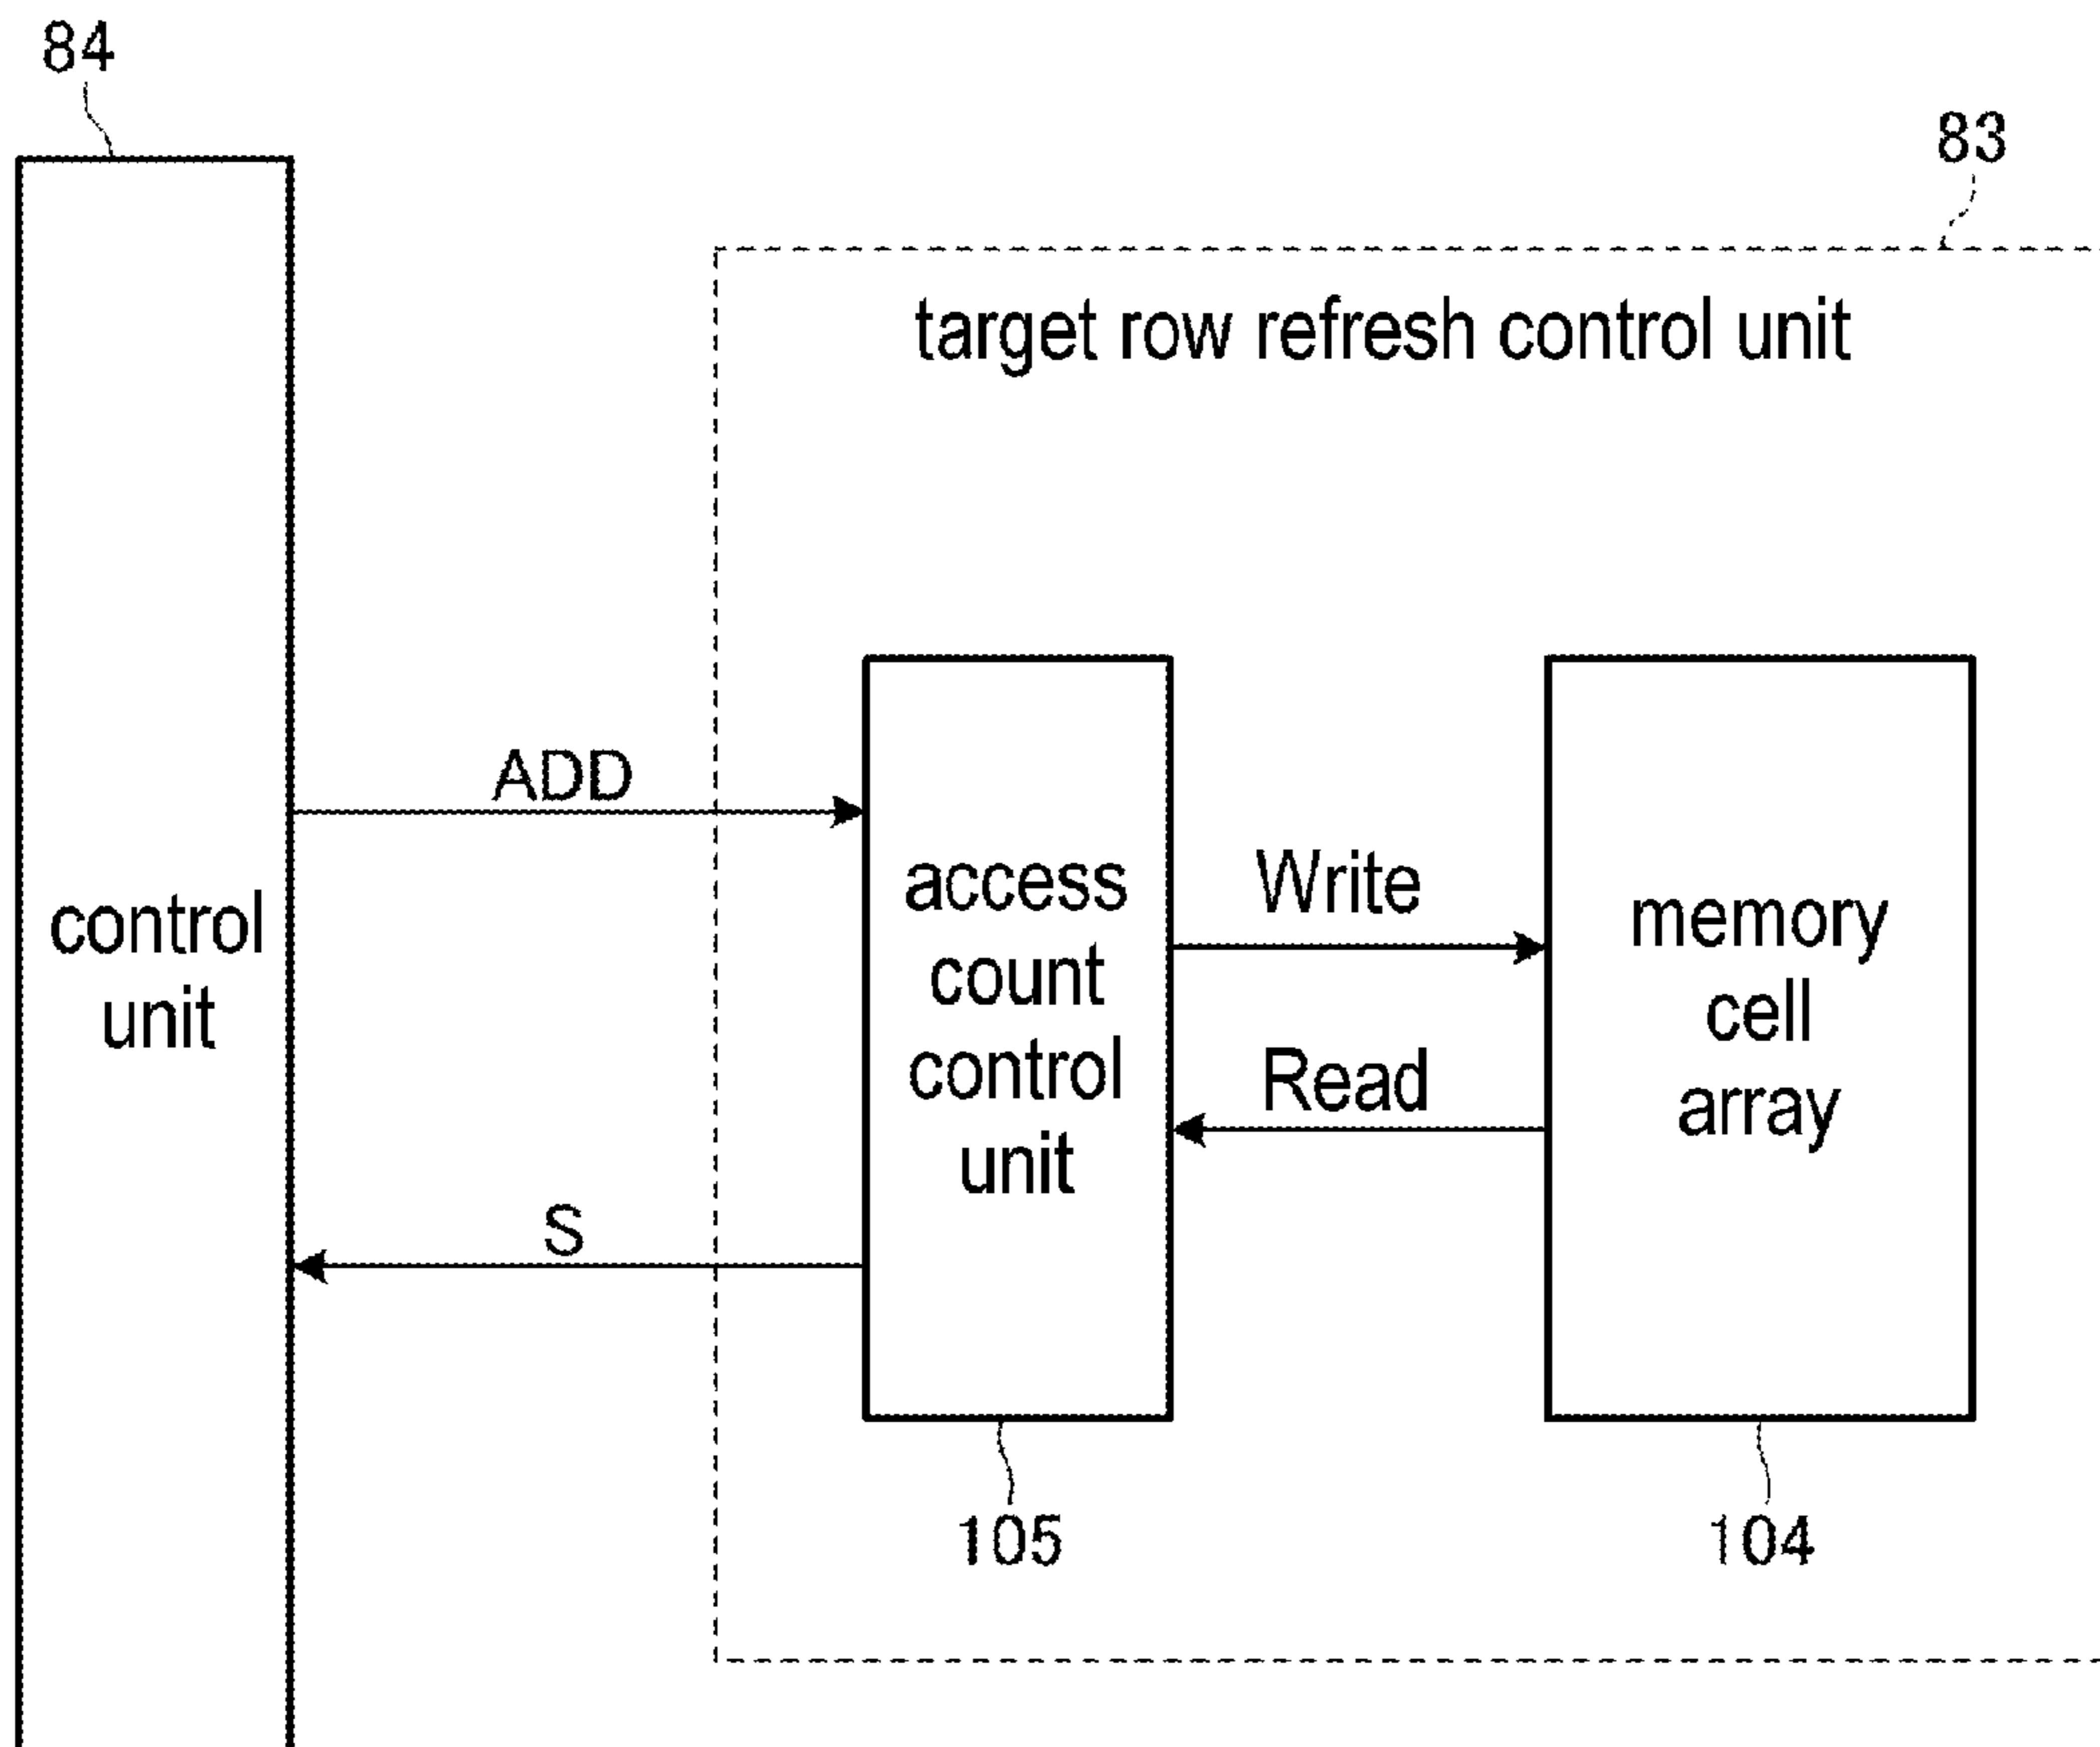 84
83
target row refresh control unit
ADD
control
unit
S
access
count
control
unit
Write
Read
memory
cell
array
105
104